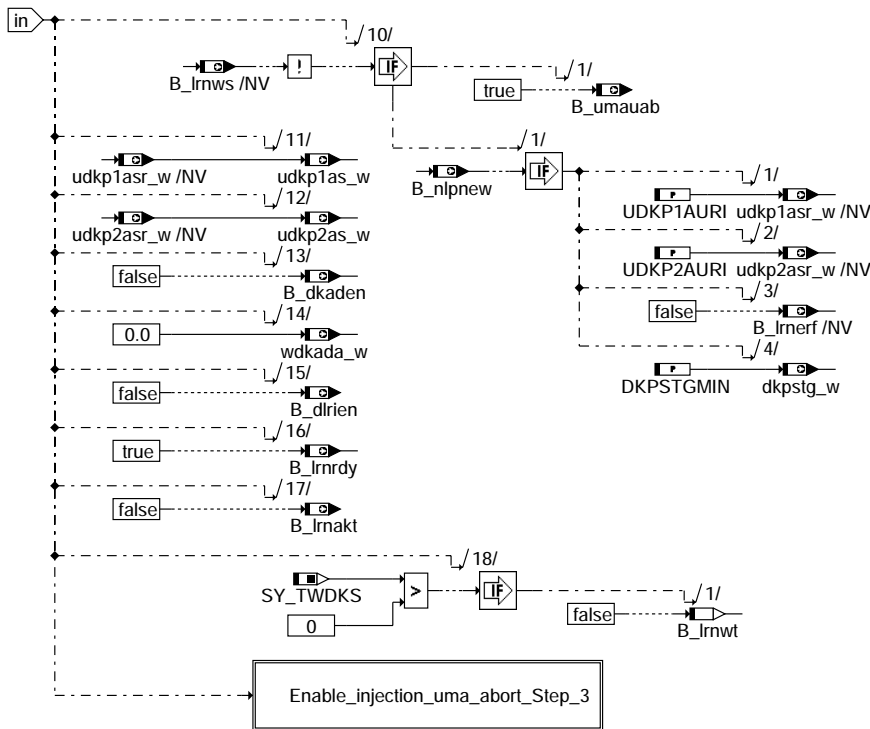 in
10/
B_lrnws /NV
!
IF
1/
true
B_umauab
11/
udkp1asr_w /NV
udkp1as_w
1/
B_nlpnew
IF
1/
UDKP1AURI
udkp1asr_w /NV
12/
udkp2asr_w /NV
udkp2as_w
2/
UDKP2AURI
udkp2asr_w /NV
13/
false
B_dkaden
3/
false
B_lrnerf /NV
14/
0.0
wdkada_w
4/
DKPSTGMIN
dkpstg_w
15/
false
B_dlrien
16/
true
B_lrnrdy
17/
false
B_lrnakt
18/
SY_TWDKS
>
IF
0
1/
false
B_lrnwt
Enable_injection_uma_abort_Step_3